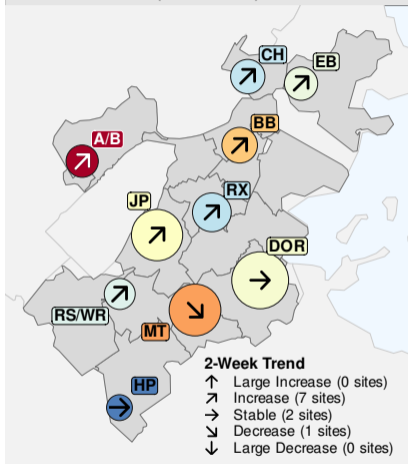 CH
EB
A/B
BB
JP
RX
DOR
RS/WR
MT
HP
2-Week Trend
↑ Large Increase (0 sites)
↗ Increase (7 sites)
→ Stable (2 sites)
↘ Decrease (1 sites)
↓ Large Decrease (0 sites)